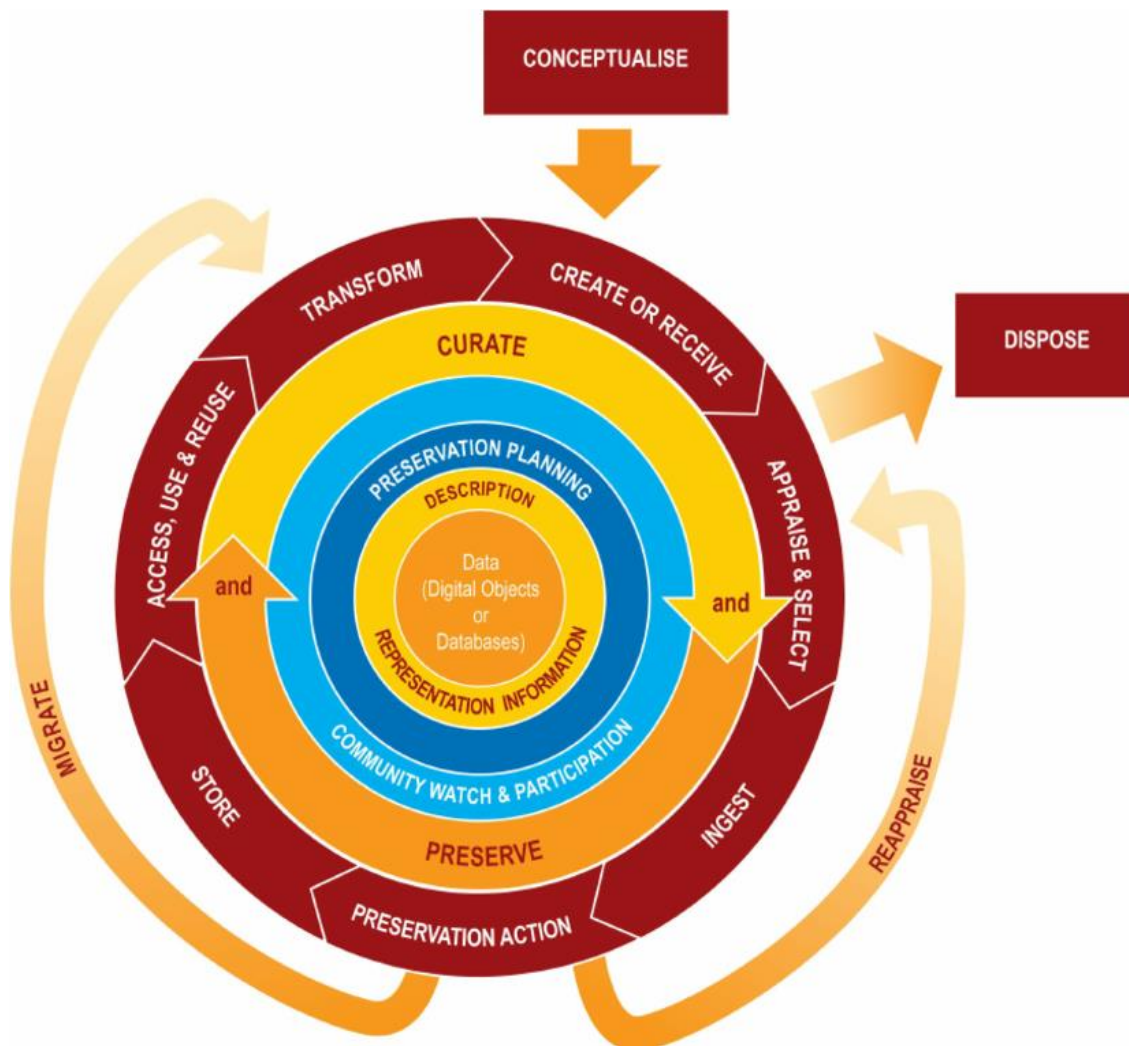 CONCEPTUALISE
TRANSFORM
CREATE OR RECEIVE
DISPOSE
CURATE
ACCESS, USE & REUSE
PRESERVATION PLANNING
APPRAISE & SELECT
DESCRIPTION
Data
(Digital Objects
or
Databases)
and
and
REPRESENTATION INFORMATION
COMMUNITY WATCH & PARTICIPATION
MIGRATE
STORE
INGEST
REAPPRAISE
PRESERVE
PRESERVATION ACTION